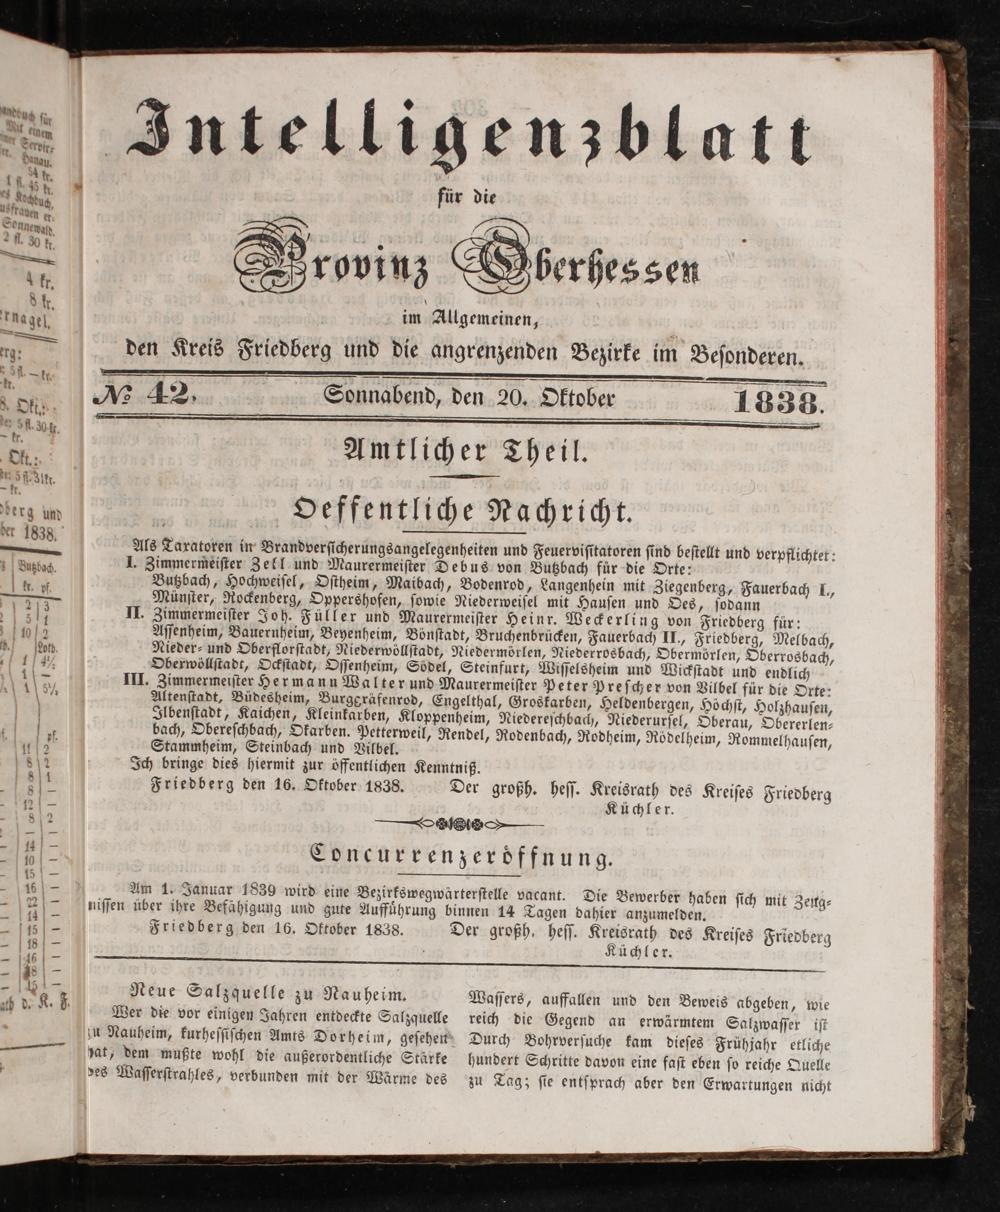 Intelligenzblatt
für die
Provinz Oberhessen
im Allgemeinen,
den Kreis Friedberg und die angrenzenden Bezirke im Besonderen.
№ 42. Sonnabend, den 20. Oktober 1838.
Amtlicher Theil.
Oeffentliche Nachricht.
Als Taxatoren in Brandversicherungsangelegenheiten und Feuervisitatoren sind bestellt und verpflichtet:
I. Zimmermeister Zell und Maurermeister Debus von Butzbach für die Orte:
Butzbach, Hochweisel, Ostheim, Maibach, Bodenrod, Langenhein mit Ziegenberg, Fauerbach I.,
Münster, Rockenberg, Oppershofen, sowie Niederweisel mit Hausen und Oes, sodann
II. Zimmermeister Joh. Füller und Maurermeister Heinr. Weckerling von Friedberg für:
Assenheim, Bauernheim, Beyenheim, Bönstadt, Bruchenbrücken, Fauerbach II., Friedberg, Melbach,
Nieder- und Oberflorstadt, Niederwöllstadt, Niedermörlen, Niederrosbach, Obermörlen, Oberrosbach,
Oberwöllstadt, Ockstadt, Ossenheim, Södel, Steinfurt, Wisselsheim und Wickstadt und endlich
III. Zimmermeister Hermann Walter und Maurermeister Peter Prescher von Vilbel für die Orte:
Altenstadt, Büdesheim, Burggräfenrod, Engelthal, Groskarben, Heldenbergen, Höchst, Holzhausen,
Ilbenstadt, Kaichen, Kleinkarben, Kloppenheim, Niedereschbach, Niederursel, Oberau, Obererlen-
bach, Obereschbach, Okarben. Petterweil, Rendel, Rodenbach, Rodheim, Rödelheim, Rommelhausen,
Stammheim, Steinbach und Vilbel.
Ich bringe dies hiermit zur öffentlichen Kenntniß.
Friedberg den 16. Oktober 1838. Der großh. hess. Kreisrath des Kreises Friedberg
Küchler.
Concurrenzeröffnung.
Am 1. Januar 1839 wird eine Bezirkswegwärterstelle vacant. Die Bewerber haben sich mit Zeug-
nissen über ihre Befähigung und gute Aufführung binnen 14 Tagen dahier anzumelden.
Friedberg den 16. Oktober 1838. Der großh. hess. Kreisrath des Kreises Friedberg
Küchler.
Neue Salzquelle zu Nauheim.
Wer die vor einigen Jahren entdeckte Salzquelle
zu Nauheim, kurhessischen Amts Dorheim, gesehen
hat, dem mußte wohl die außerordentliche Stärke
des Wasserstrahles, verbunden mit der Wärme des
Wassers, auffallen und den Beweis abgeben, wie
reich die Gegend an erwärmtem Salzwasser ist
Durch Bohrversuche kam dieses Frühjahr etliche
hundert Schritte davon eine fast eben so reiche Quelle
zu Tag; sie entsprach aber den Erwartungen nicht